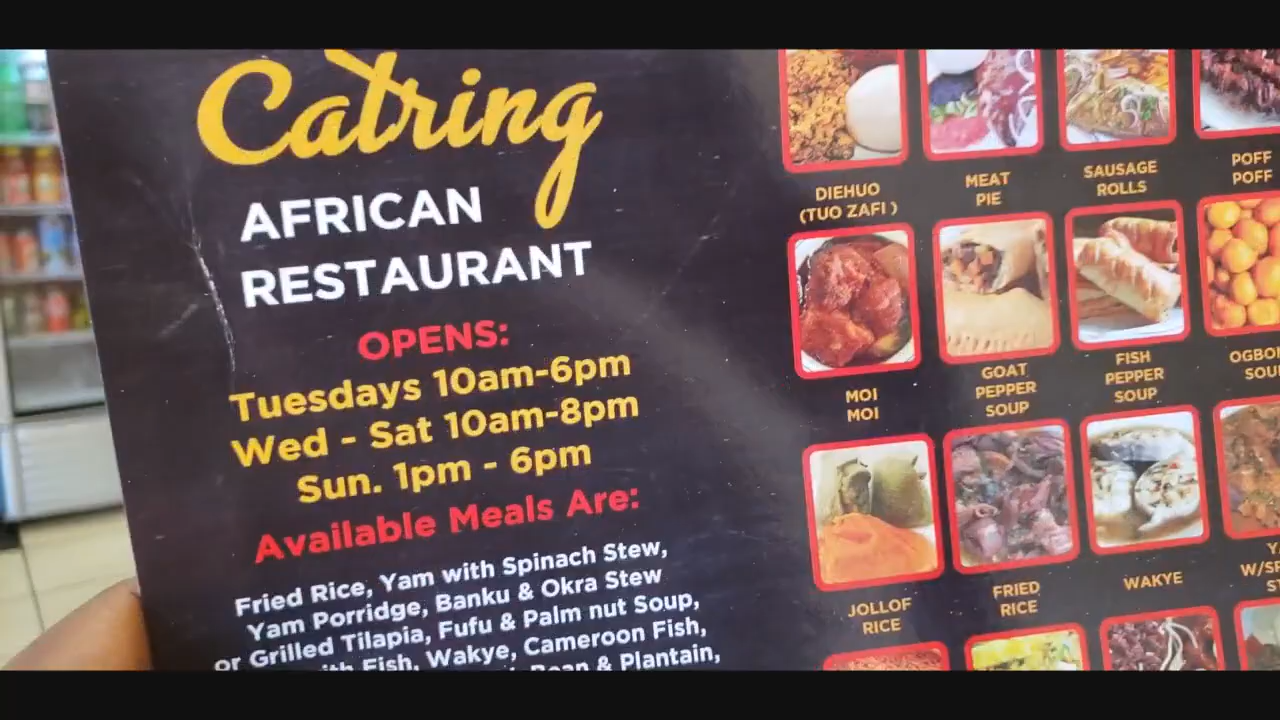 Catring
AFRICAN
RESTAURANT
OPENS:
Tuesdays 10am-6pm
Wed - Sat 10am-8pm
Sun. 1pm - 6pm
Available Meals Are:
Fried Rice, Yam with Spinach Stew,
Yam Porridge, Banku & Okra Stew
or Grilled Tilapia, Fufu & Palm nut Soup,
Fish, Wakye, Cameroon Fish,
& Plantain,
DIEHUO
(TUO ZAFI )
MEAT
PIE
SAUSAGE
ROLLS
POFF
POFF
MOI
MOI
GOAT
PEPPER
SOUP
FISH
PEPPER
SOUP
JOLLOF
RICE
FRIED
RICE
WAKYE